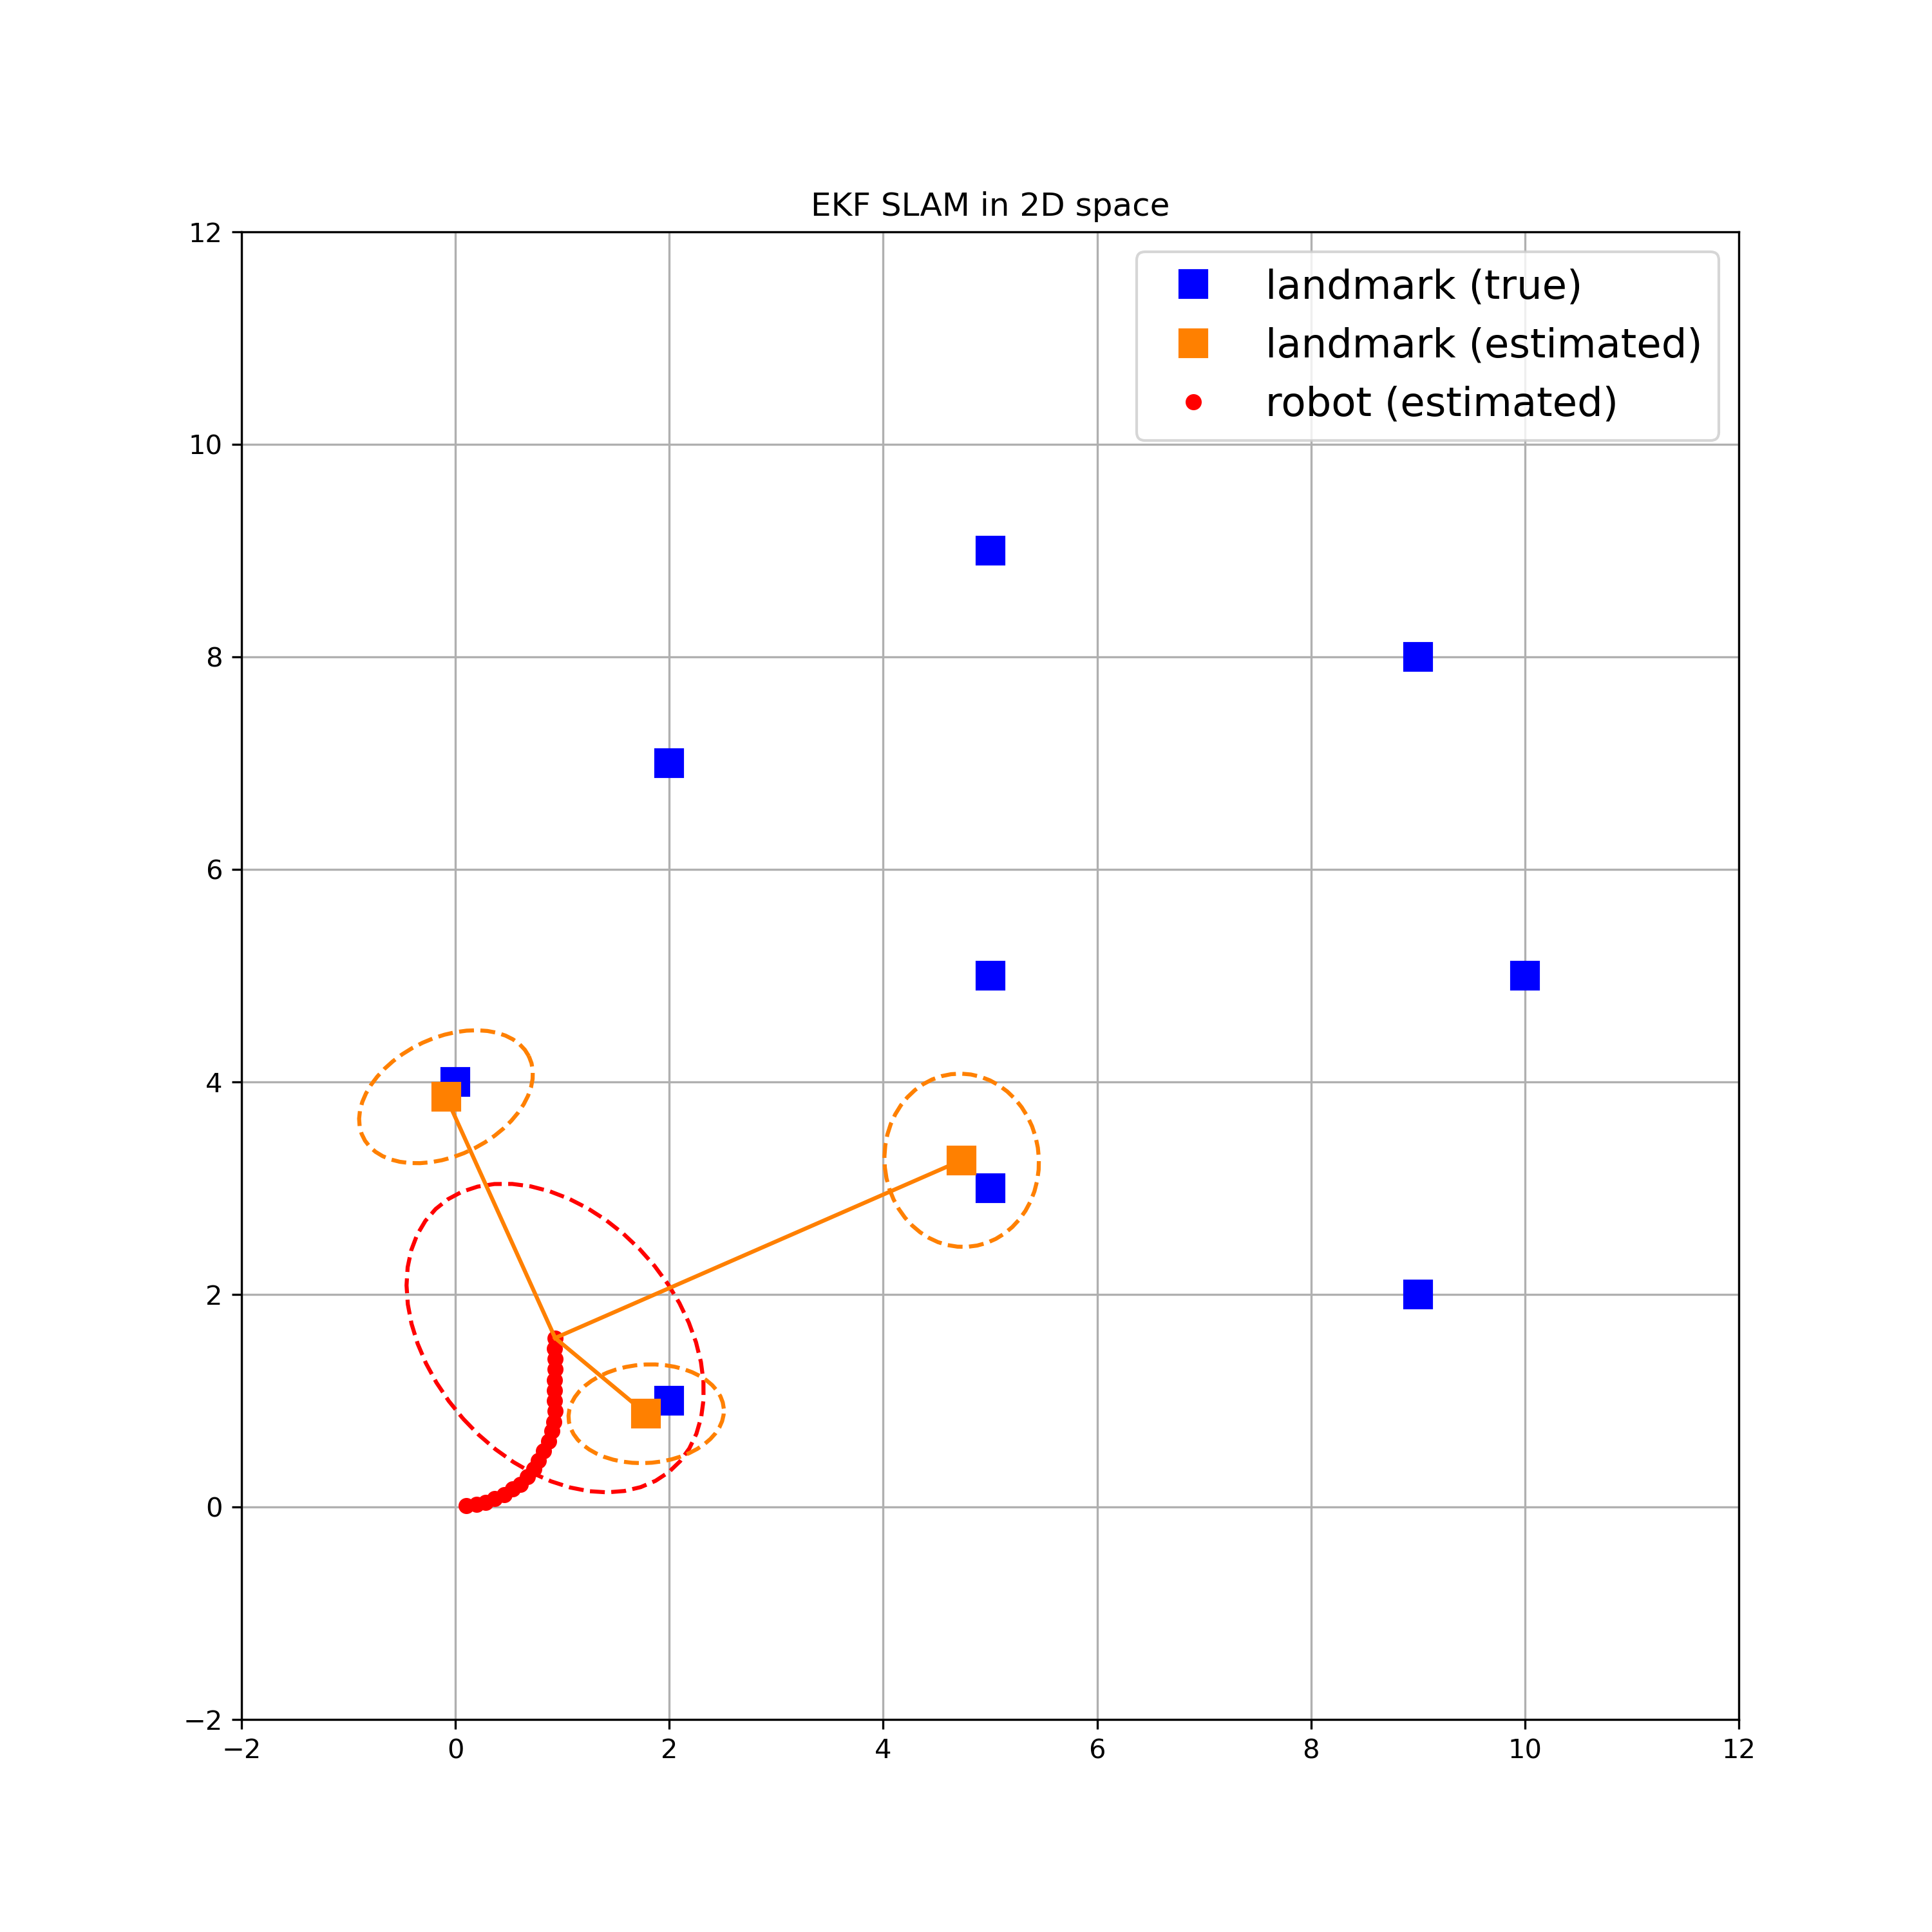 EKF SLAM in 2D space
12
10
8
6
4
2
0
−2
landmark (true)
landmark (estimated)
robot (estimated)
−2 0 2 4 6 8 10 12